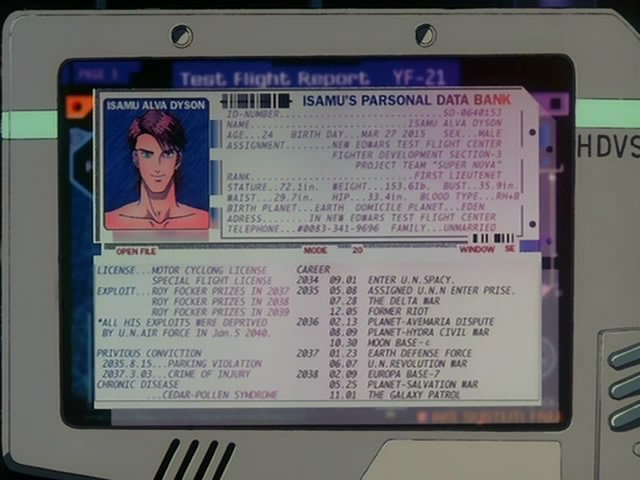 PAGE 1
Test Flight Report YF-21
ISAMU ALVA DYSON
ISAMU'S PARSONAL DATA BANK
ID-NUMBER...SD-06401SJ
NAME...ISAMU ALVA DYSON
AGE...24 BIRTH DAY...MAR 27 2015 SEX...MALE
ASSIGNMENT...NEW EDWARS TEST FLIGHT CENTER
FIGHTER DEVELOPMENT SECTION-3
PROJECT TEAM "SUPER NOVA"
RANK...FIRST LIEUTENENT
STATURE..72.1in. WEIGHT...153.6lb. BUST..35.9in.
WAIST..29.7in. HIP...33.4in. BLOOD TYPE..RH+B
BIRTH PLANET...EARTH DOMICTLE PLANET...EDEN
ADRESS...IN NEW EDWARS TEST FLIGHT CENTER
TELEPHONE...#0083-341-9696 FAMILY...UNMARRIED
HDVS
OPEN FILE MODE 20 WINDOW SE
LICENSE...MOTOR CYCLONG LICENSE
SPECIAL FLIGHT LICENSE
EXPLOIT...ROY FOCKER PRIZES IN 2037
ROY FOCKER PRIZES IN 2038
ROY FOCKER PRIZES IN 2039
*ALL HIS EXPLOITS WERE DEPRIVED
BY U.N.AIR FORCE IN Jan.5 2040.
PRIVIOUS CONVICTION
2035.8.15...PARKING VIOLATION
2037.3.03...CRIME OF INJURY
CHRONIC DISEASE
...CEDAR-POLLEN SYNDROME
CAREER
2034 09.01 ENTER U.N.SPACY.
2035 05.08 ASSIGNED U.N.N ENTER PRISE.
07.28 THE DELTA WAR
12.05 FORMER RIOT
2036 02.13 PLANET-AVEMARIA DISPUTE
08.09 PLANET-HYDRA CIVIL WAR
10.30 MOON BASE-c
2037 01.23 EARTH DEFENSE FORCE
06.07 U.N.REVOLUTION WAR
2038 02.09 EUROPA BASE-7
05.25 PLANET-SALVATION WAR
11.01 THE GALAXY PATROL